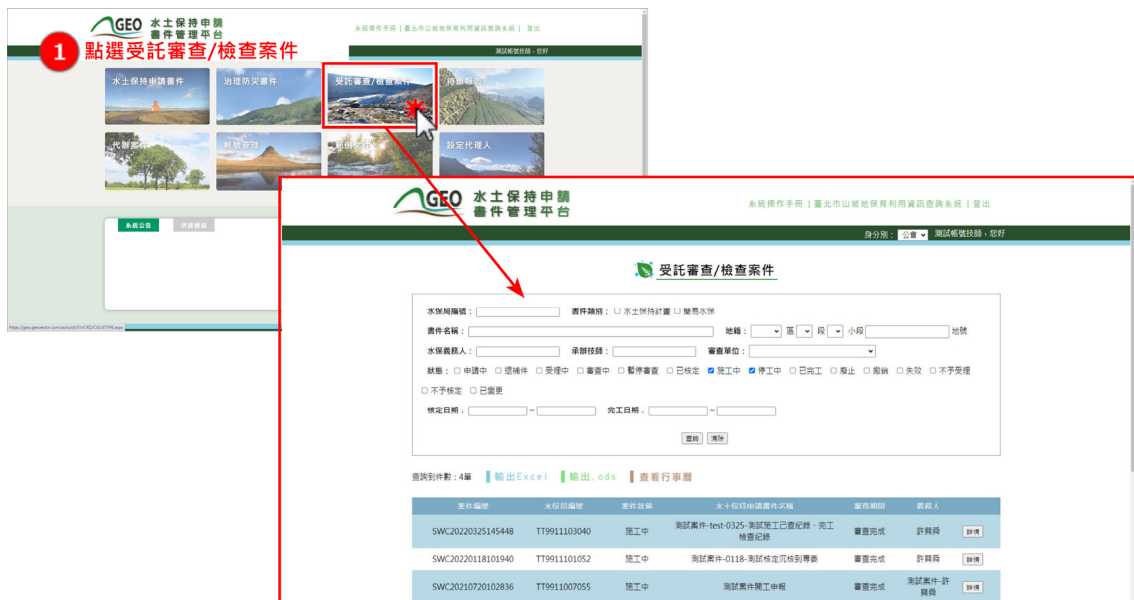 GEO 水土保持申請
書件管理平台
系統操作手冊 | 臺北市山坡地保育利用資訊查詢系統 | 登出
1 點選受託審查/檢查案件
測試帳號技師，您好
水土保持申請書件
治理防災書件
受託審查/檢查案件
代辦案件
帳號管理
設定代理人
系統公告
GEO 水土保持申請
書件管理平台
系統操作手冊 | 臺北市山坡地保育利用資訊查詢系統 | 登出
身分別： 公會 測試帳號技師，您好
受託審查/檢查案件
水保局編號： 書件類別： 水土保持計畫 簡易水保
書件名稱： 地籍： 區 段 小段 地號
水保義務人： 承辦技師： 審查單位：
狀態： 申請中 退補件 受理中 審查中 暫停審查 已核定 施工中 停工中 已完工 廢止 撤銷 失效 不予受理
不予核定 已變更
核定日期： ~ 完工日期： ~
查詢 清除
查詢到件數：4筆 輸出Excel 輸出.ods 查看行事曆
案件編號 水保局編號 案件狀態 水土保持申請書件名稱 審查期限 義務人
SWC20220325145448 TT9911103040 施工中 測試案件-test-0325-測試施工己查紀錄、完工檢查紀錄 審查完成 許巽舜 詳情
SWC20220118101940 TT9911101052 施工中 測試案件-0118-測試核定沉核到專委 審查完成 許巽舜 詳情
SWC20210720102836 TT9911007055 施工中 測試案件開工申報 審查完成 測試案件-許巽舜 詳情